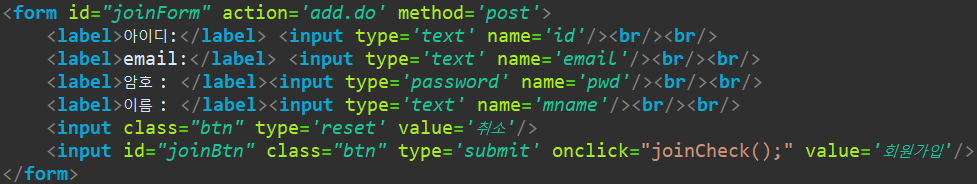 <form id="joinForm" action='add.do' method='post'>
<label>아이디:</label> <input type='text' name='id'/><br/><br/>
<label>email:</label> <input type='text' name='email'/><br/><br/>
<label>암호 : </label><input type='password' name='pwd'/><br/><br/>
<label>이름 : </label><input type='text' name='mname'/><br/><br/>
<input class="btn" type='reset' value='취소'/>
<input id="joinBtn" class="btn" type='submit' onclick="joinCheck();" value='회원가입'/>
</form>